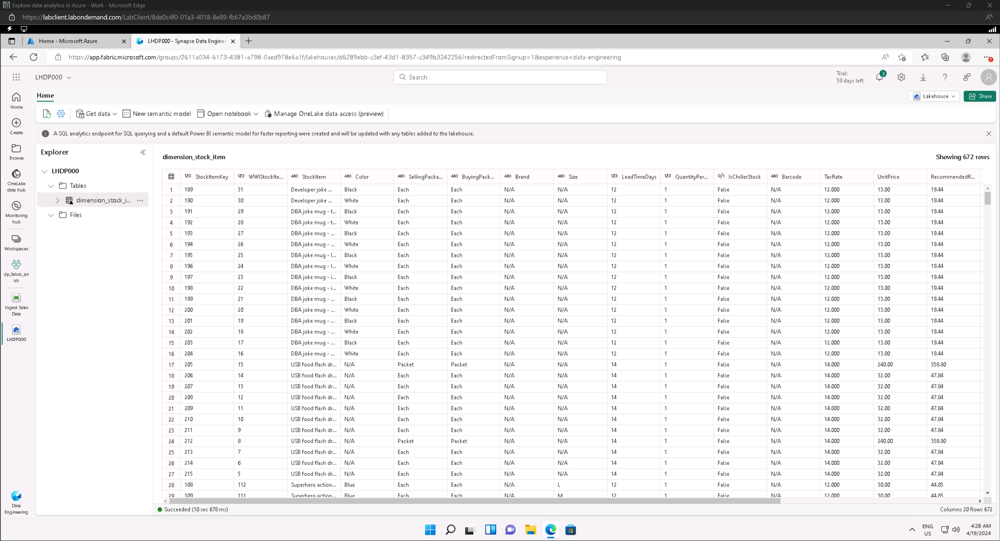 Explore data analytics in Azure - Work - Microsoft Edge
https://labclient.labondemand.com/LabClient/8de0c4f0-01a3-4018-8e89-fb67a3bd0b87
Home - Microsoft Azure
LHDP000 - Synapse Data Enginee
https://app.fabric.microsoft.com/groups/2611a034-6173-4381-a798-0aed978e6a1f/lakehouses/d6289ebb-c3ef-43d1-8357-c349b3242256?redirectedFromSignup=1&experience=data-engineering
LHDP000
Search
Trial:
59 days left
3
Home
Lakehouse
Share
Get data
New semantic model
Open notebook
Manage OneLake data access (preview)
A SQL analytics endpoint for SQL querying and a default Power BI semantic model for faster reporting were created and will be updated with any tables added to the lakehouse.
Home
Create
Browse
OneLake
data hub
Monitoring
hub
Workspaces
dp_fabric_an
ish
Ingest Sales
Data
LHDP000
Data
Engineering
Explorer
LHDP000
Tables
dimension_stock_i... ...
Files
dimension_stock_item
Showing 672 rows
123 StockItemKey 123 WWIStockIte... ABC StockItem ABC Color ABC SellingPacka... ABC BuyingPack... ABC Brand ABC Size 123 LeadTimeDays 123 QuantityPer... 0/1 IsChillerStock ABC Barcode TaxRate UnitPrice RecommendedR...
1 189 31 Developer joke ... Black Each Each N/A N/A 12 1 False N/A 12.000 13.00 19.44
2 190 30 Developer joke ... White Each Each N/A N/A 12 1 False N/A 12.000 13.00 19.44
3 191 29 DBA joke mug - t... Black Each Each N/A N/A 12 1 False N/A 12.000 13.00 19.44
4 192 28 DBA joke mug - t... White Each Each N/A N/A 12 1 False N/A 12.000 13.00 19.44
5 193 27 DBA joke mug - ... Black Each Each N/A N/A 12 1 False N/A 12.000 13.00 19.44
6 194 26 DBA joke mug - ... White Each Each N/A N/A 12 1 False N/A 12.000 13.00 19.44
7 195 25 DBA joke mug - I... Black Each Each N/A N/A 12 1 False N/A 12.000 13.00 19.44
8 196 24 DBA joke mug - I... White Each Each N/A N/A 12 1 False N/A 12.000 13.00 19.44
9 197 23 DBA joke mug - i... Black Each Each N/A N/A 12 1 False N/A 12.000 13.00 19.44
10 198 22 DBA joke mug - i... White Each Each N/A N/A 12 1 False N/A 12.000 13.00 19.44
11 199 21 DBA joke mug - ... Black Each Each N/A N/A 12 1 False N/A 12.000 13.00 19.44
12 200 20 DBA joke mug - ... White Each Each N/A N/A 12 1 False N/A 12.000 13.00 19.44
13 201 19 DBA joke mug - ... Black Each Each N/A N/A 12 1 False N/A 12.000 13.00 19.44
14 202 18 DBA joke mug - ... White Each Each N/A N/A 12 1 False N/A 12.000 13.00 19.44
15 203 17 DBA joke mug - ... Black Each Each N/A N/A 12 1 False N/A 12.000 13.00 19.44
16 204 16 DBA joke mug - ... White Each Each N/A N/A 12 1 False N/A 12.000 13.00 19.44
17 205 15 USB food flash dr... N/A Packet Packet N/A N/A 14 1 False N/A 14.000 240.00 358.80
18 206 14 USB food flash dr... N/A Each Each N/A N/A 14 1 False N/A 14.000 32.00 47.84
19 207 13 USB food flash dr... N/A Each Each N/A N/A 14 1 False N/A 14.000 32.00 47.84
20 208 12 USB food flash dr... N/A Each Each N/A N/A 14 1 False N/A 14.000 32.00 47.84
21 209 11 USB food flash dr... N/A Each Each N/A N/A 14 1 False N/A 14.000 32.00 47.84
22 210 10 USB food flash dr... N/A Each Each N/A N/A 14 1 False N/A 14.000 32.00 47.84
23 211 9 USB food flash dr... N/A Each Each N/A N/A 14 1 False N/A 14.000 32.00 47.84
24 212 8 USB food flash dr... N/A Packet Packet N/A N/A 14 1 False N/A 14.000 240.00 358.80
25 213 7 USB food flash dr... N/A Each Each N/A N/A 14 1 False N/A 14.000 32.00 47.84
26 214 6 USB food flash dr... N/A Each Each N/A N/A 14 1 False N/A 14.000 32.00 47.84
27 215 5 USB food flash dr... N/A Each Each N/A N/A 14 1 False N/A 14.000 32.00 47.84
28 108 112 Superhero action... Blue Each Each N/A L 12 1 False N/A 12.000 30.00 44.85
29 109 111 Superhero action... Blue Each Each N/A M 12 1 False N/A 12.000 30.00 44.85
Succeeded (10 sec 678 ms)
Columns 20 Rows 672
ENG
US
4:28 AM
4/19/2024